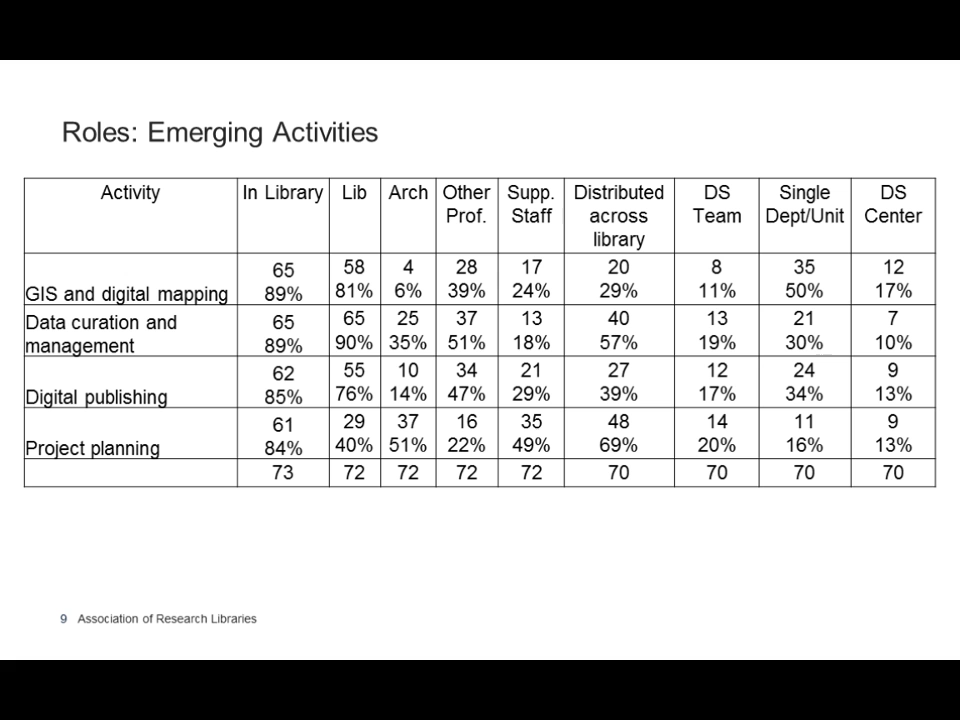 Roles: Emerging Activities
Activity In Library Lib Arch Other Prof. Supp. Staff Distributed across library DS Team Single Dept/Unit DS Center
GIS and digital mapping 65 89% 58 81% 4 6% 28 39% 17 24% 20 29% 8 11% 35 50% 12 17%
Data curation and management 65 89% 65 90% 25 35% 37 51% 13 18% 40 57% 13 19% 21 30% 7 10%
Digital publishing 62 85% 55 76% 10 14% 34 47% 21 29% 27 39% 12 17% 24 34% 9 13%
Project planning 61 84% 29 40% 37 51% 16 22% 35 49% 48 69% 14 20% 11 16% 9 13%
73 72 72 72 72 70 70 70 70
9 Association of Research Libraries